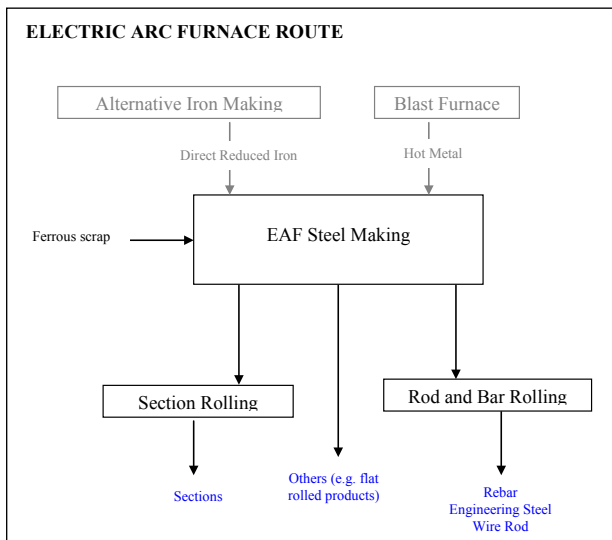 ELECTRIC ARC FURNACE ROUTE
Alternative Iron Making
Blast Furnace
Direct Reduced Iron
Hot Metal
Ferrous scrap
EAF Steel Making
Section Rolling
Rod and Bar Rolling
Sections
Others (e.g. flat
rolled products)
Rebar
Engineering Steel
Wire Rod